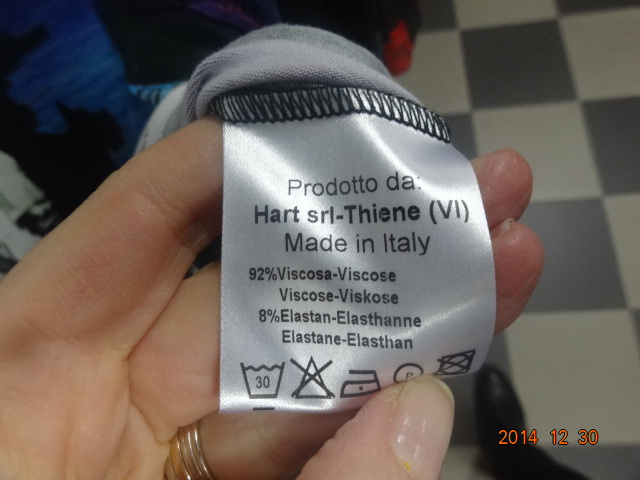 Prodotto da:
Hart srl-Thiene (VI)
Made in Italy
92%Viscosa-Viscose
Viscose-Viskose
8%Elastan-Elasthanne
Elastane-Elasthan
30
P
2014 12 30